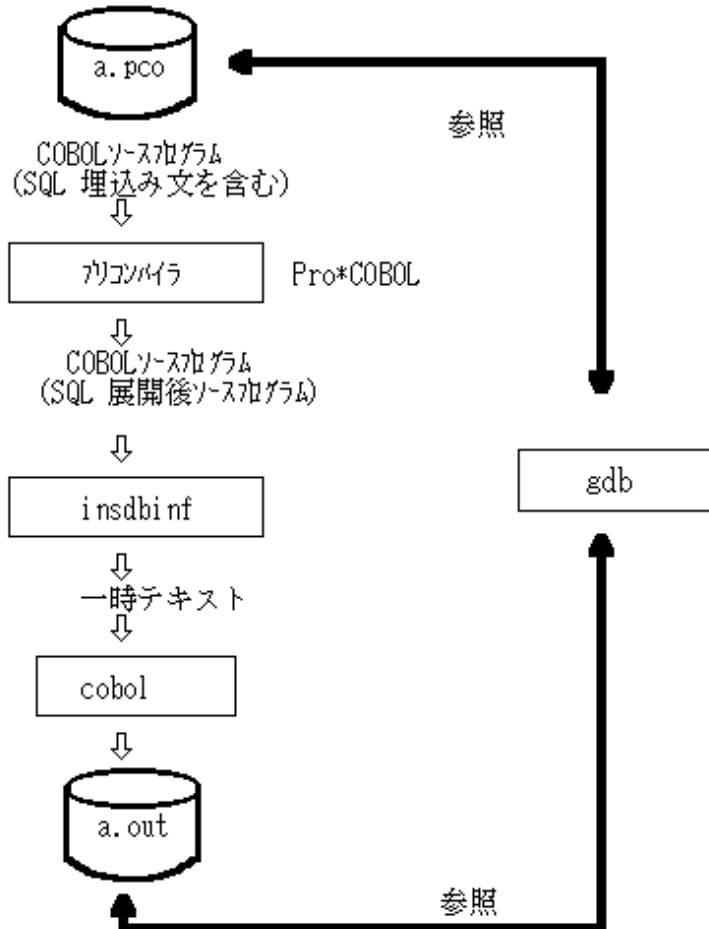 a.pco
参照
COBOLソースプログラム
(SQL 埋込み文を含む)
プリコンパイラ
Pro*COBOL
COBOLソースプログラム
(SQL 展開後ソースプログラム)
insdbinf
gdb
一時テキスト
cobol
a.out
参照